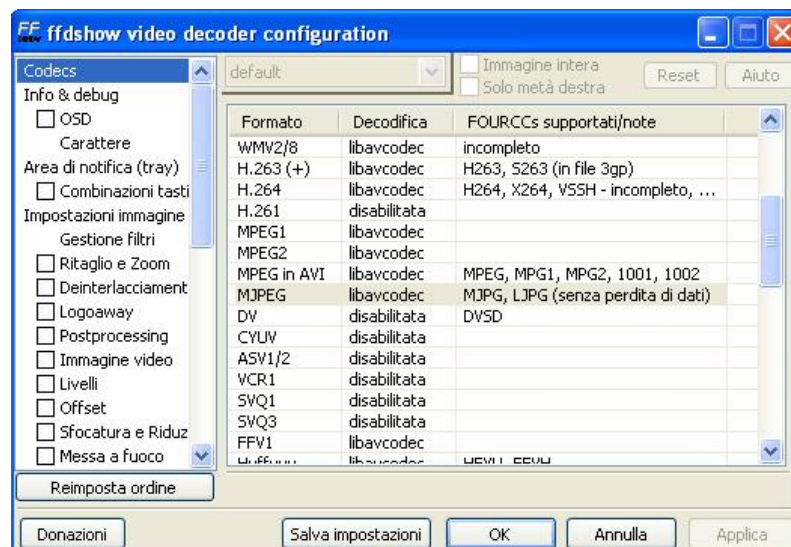 ffdshow video decoder configuration
Codecs
Info & debug
OSD
Carattere
Area di notifica (tray)
Combinazioni tasti
Impostazioni immagine
Gestione filtri
Ritaglio e Zoom
Deinterlacciament
Logoaway
Postprocessing
Immagine video
Livelli
Offset
Sfocatura e Riduz
Messa a fuoco
Reimposta ordine
default
Immagine intera
Solo metà destra
Reset
Aiuto
Formato Decodifica FOURCCs supportati/note
WMV2/8 libavcodec incompleto
H.263 (+) libavcodec H263, S263 (in file 3gp)
H.264 libavcodec H264, X264, VSSH - incompleto, ...
H.261 disabilitata
MPEG1 libavcodec
MPEG2 libavcodec
MPEG in AVI libavcodec MPEG, MPG1, MPG2, 1001, 1002
MJPEG libavcodec MJPG, LJPG (senza perdita di dati)
DV disabilitata DVSD
CYUV disabilitata
ASV1/2 disabilitata
VCR1 disabilitata
SVQ1 disabilitata
SVQ3 disabilitata
FFV1 libavcodec
Huffyuv libavcodec HFYU, FFVH
Donazioni
Salva impostazioni
OK
Annulla
Applica